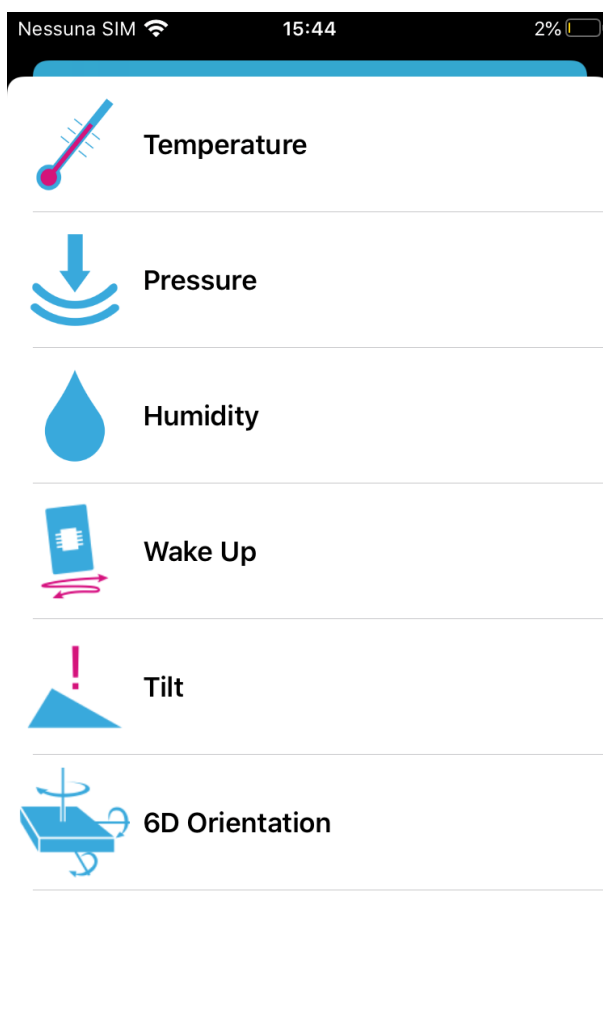 Nessuna SIM 15:44 2%
Temperature
Pressure
Humidity
Wake Up
!
Tilt
6D Orientation